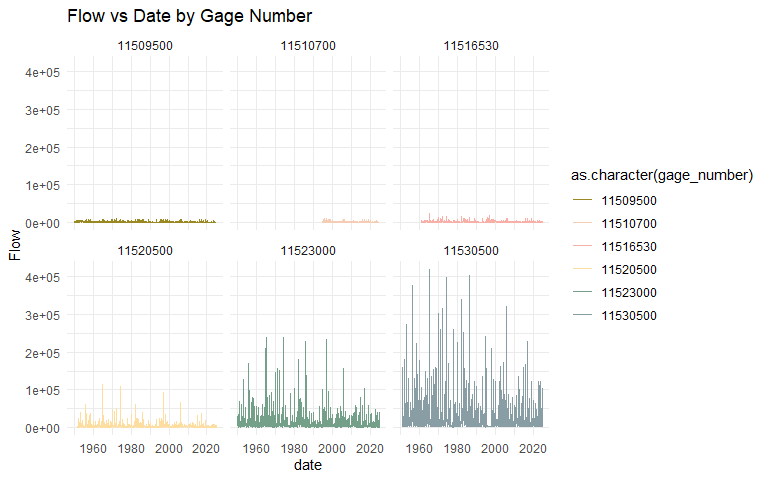 Flow vs Date by Gage Number
11509500 11510700 11516530
4e+05
3e+05
2e+05
1e+05
0e+00
11520500 11523000 11530500
4e+05
3e+05
2e+05
1e+05
0e+00
1960 1980 2000 2020 1960 1980 2000 2020 1960 1980 2000 2020
date
Flow
as.character(gage_number)
11509500
11510700
11516530
11520500
11523000
11530500